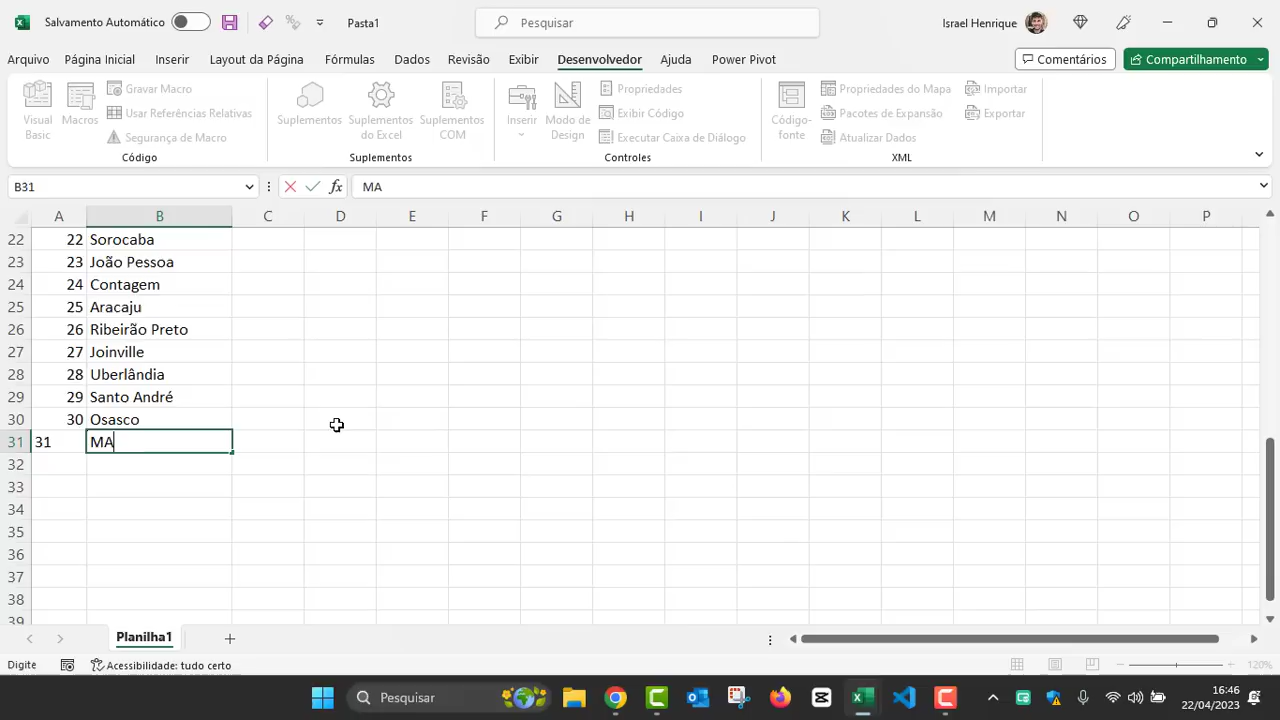 Salvamento Automático
Pasta1
Pesquisar
Israel Henrique
Arquivo Página Inicial Inserir Layout da Página Fórmulas Dados Revisão Exibir Desenvolvedor Ajuda Power Pivot Comentários Compartilhamento
Visual Basic
Macros
Gravar Macro
Usar Referências Relativas
Segurança de Macro
Código
Suplementos
Suplementos do Excel
Suplementos COM
Suplementos
Inserir
Modo de Design
Propriedades
Exibir Código
Executar Caixa de Diálogo
Controles
Código-fonte
Propriedades do Mapa
Pacotes de Expansão
Atualizar Dados
Importar
Exportar
XML
B31 fx MA
A B C D E F G H I J K L M N O P
22 22 Sorocaba
23 23 João Pessoa
24 24 Contagem
25 25 Aracaju
26 26 Ribeirão Preto
27 27 Joinville
28 28 Uberlândia
29 29 Santo André
30 30 Osasco
31 31 MA
32
33
34
35
36
37
38
39
Planilha1
Digite Acessibilidade: tudo certo 120%
Pesquisar
16:46
22/04/2023